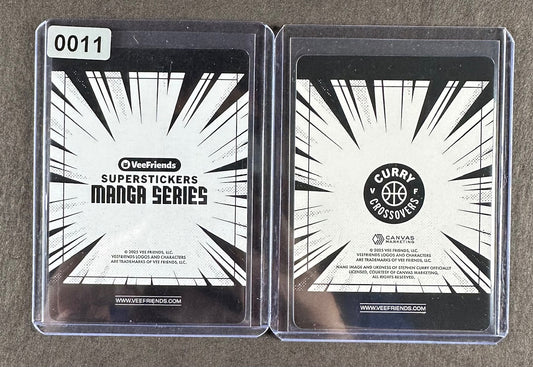 0011
VeeFriends
SUPERSTICKERS
MANGA SERIES
© 2025 VEE FRIENDS, LLC.
VEEFRIENDS LOGOS AND CHARACTERS
ARE TRADEMARKS OF VEE FRIENDS, LLC.
WWW.VEEFRIENDS.COM
CURRY
V F
CROSSOVERS
CANVAS
MARKETING
© 2025 VEE FRIENDS, LLC.
VEEFRIENDS LOGOS AND CHARACTERS
ARE TRADEMARKS OF VEE FRIENDS, LLC.
NAME IMAGE AND LIKENESS OF STEPHEN CURRY OFFICIALLY
LICENSED, COURTESY OF CANVAS MARKETING,
ALL RIGHTS RESERVED.
WWW.VEEFRIENDS.COM